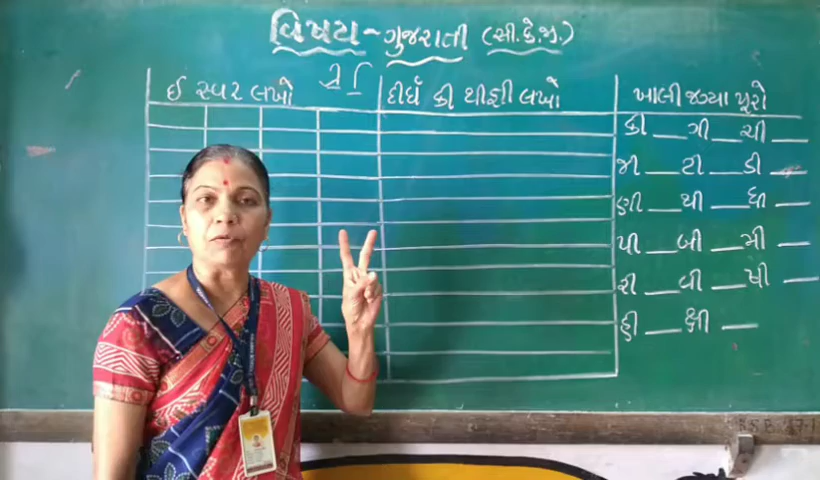 વિષય - ગુજરાતી (સી.કે.જી.)
ઈ સ્વર લખો
દીર્ઘ કી થી જ્ઞી લખો
ખાલી જગ્યા પૂરો
કી __ ગી __ ચી __
જી __ ટી __ ડી __
ણી __ થી __ ધી __
પી __ બી __ મી __
રી __ વી __ ષી __
હી __ ક્ષી __